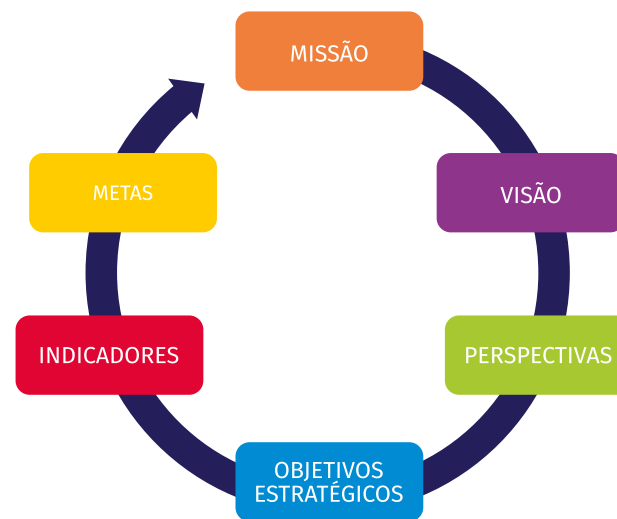 MISSÃO
VISÃO
PERSPECTIVAS
OBJETIVOS
ESTRATÉGICOS
INDICADORES
METAS